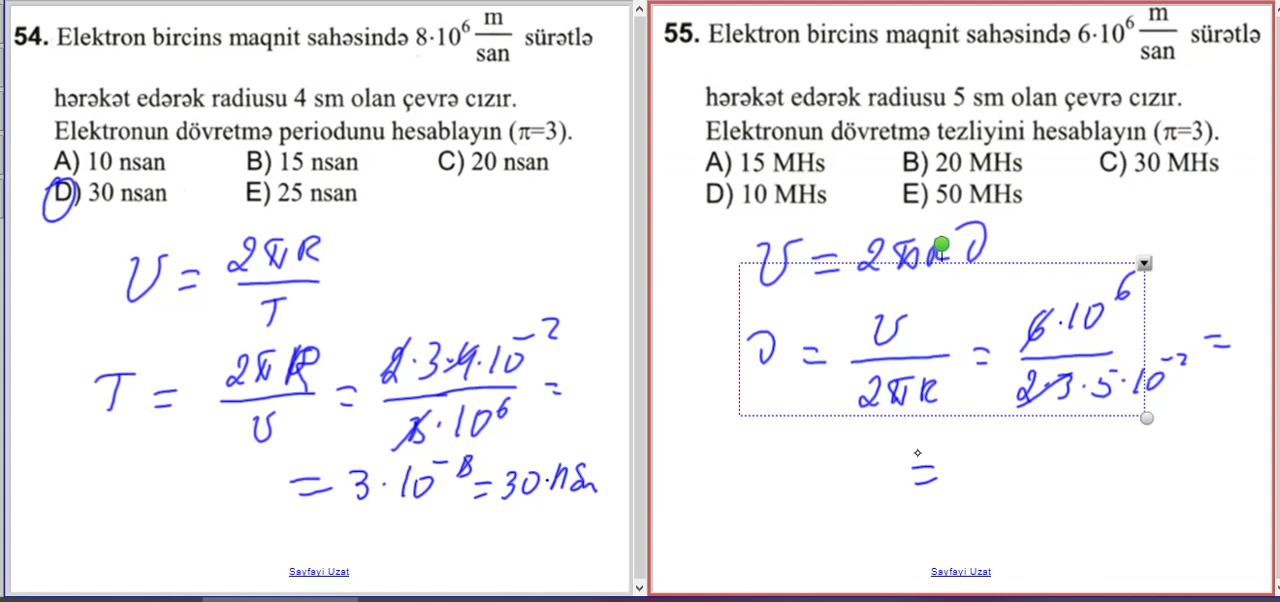 54. Elektron bircins maqnit sahəsində 8·10⁶ m/san sürətlə
hərəkət edərək radiusu 4 sm olan çevrə cızır.
Elektronun dövretmə periodunu hesablayın (π=3).
A) 10 nsan B) 15 nsan C) 20 nsan
D) 30 nsan E) 25 nsan
υ = 2πR/T
T = 2πR/υ = 2·3·4·10⁻²/8·10⁶ =
= 3·10⁻⁸ = 30·nsan
Sayfayi Uzat
55. Elektron bircins maqnit sahəsində 6·10⁶ m/san sürətlə
hərəkət edərək radiusu 5 sm olan çevrə cızır.
Elektronun dövretmə tezliyini hesablayın (π=3).
A) 15 MHs B) 20 MHs C) 30 MHs
D) 10 MHs E) 50 MHs
υ = 2πRν
ν = υ/2πR = 6·10⁶/2·3·5·10⁻² =
=
Sayfayi Uzat